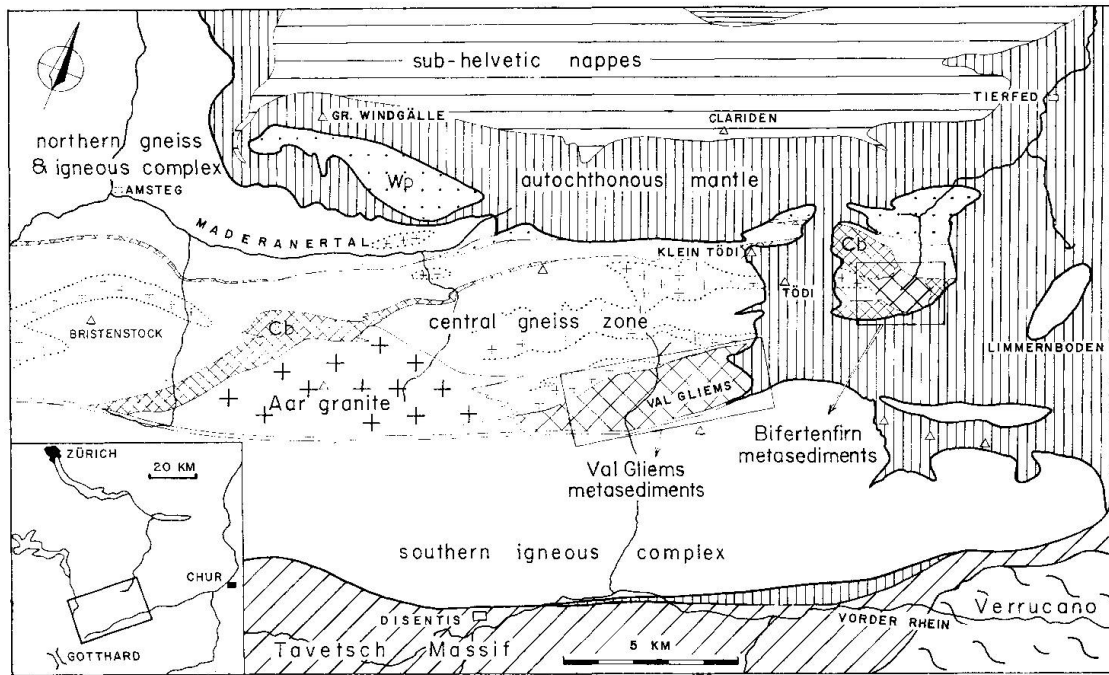 sub-helvetic nappes
TIERFED
GR. WINDGÄLLE
CLARIDEN
northern gneiss
& igneous complex
Wp
autochthonous mantle
AMSTEG
MADERANERTAL
KLEIN TÖDI
Cb
TÖDI
BRISTENSTOCK
Cb
central gneiss zone
LIMMERNBODEN
Aar granite
VAL GLIEMS
Bifertenfirn
metasediments
Val Gliems
metasediments
ZÜRICH
20 KM
southern igneous complex
CHUR
GOTTHARD
DISENTIS
VORDER RHEIN
Verrucano
Tavetsch Massif
5 KM